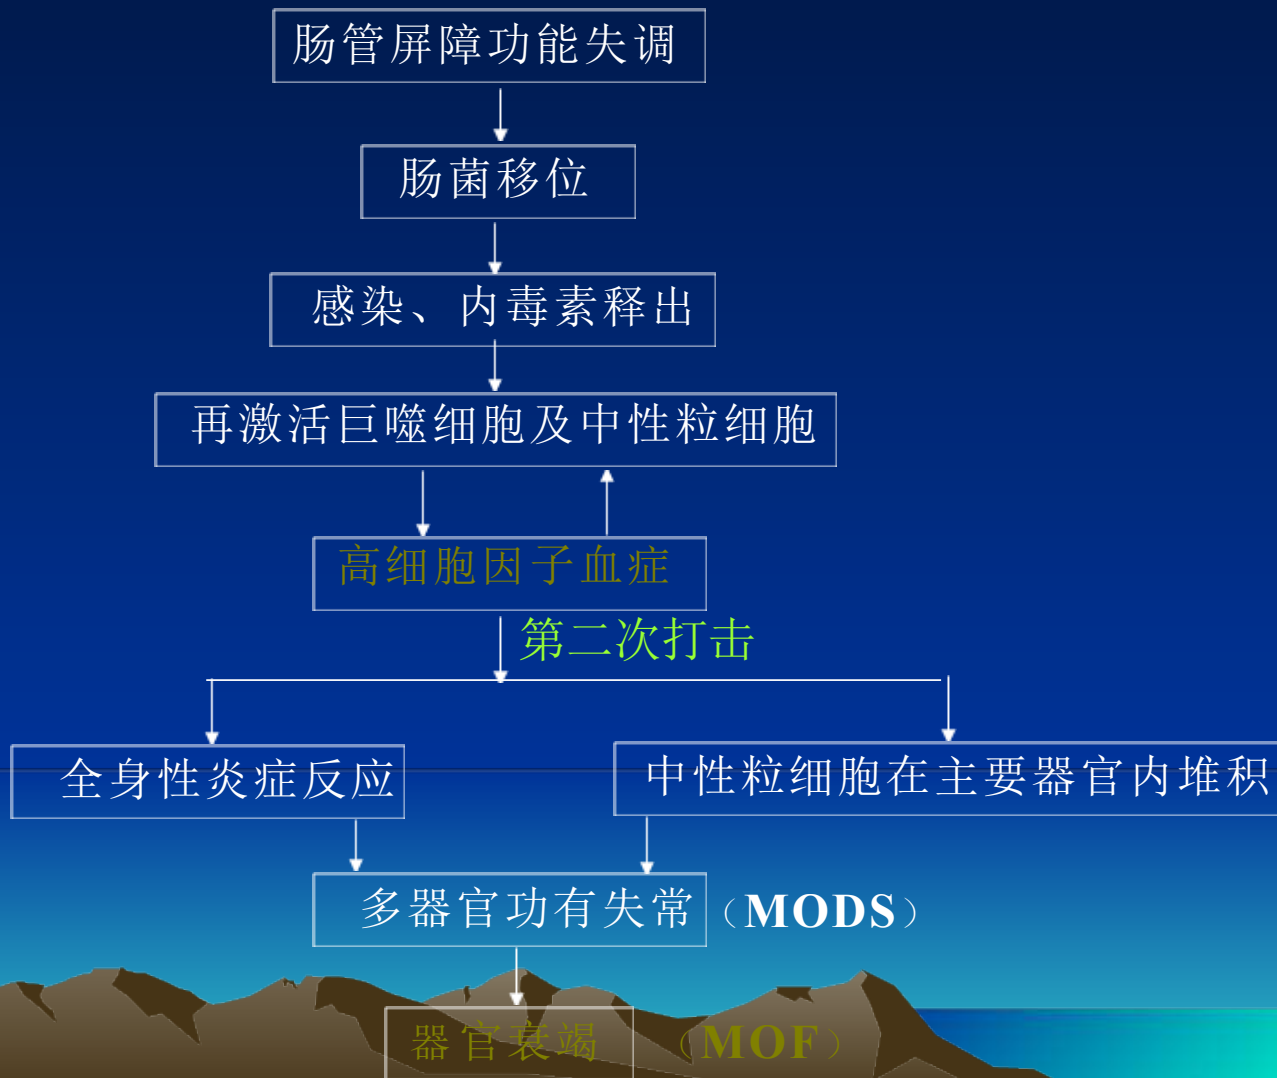 肠管屏障功能失调
肠菌移位
感染、内毒素释出
再激活巨噬细胞及中性粒细胞
高细胞因子血症
第二次打击
全身性炎症反应
中性粒细胞在主要器官内堆积
多器官功有失常（MODS）
器官衰竭 （MOF）